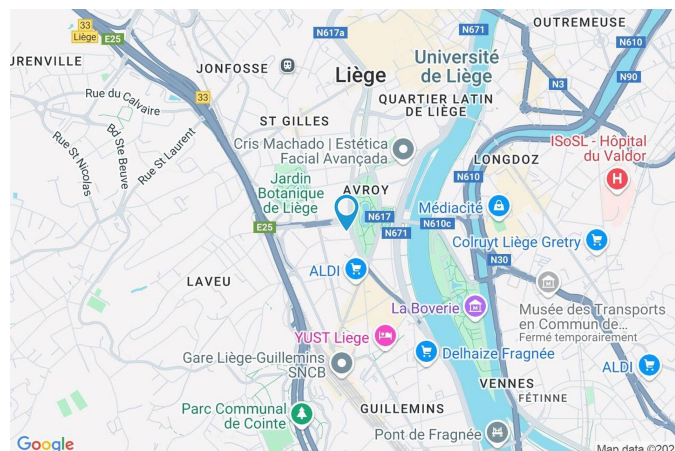 OUTREMEUSE
33
Liège
E25
N617a
N671
N610
URENVILLE
JONFOSSE
Liège
Université
de Liège
N3
N90
Rue du Calvaire
33
QUARTIER LATIN
DE LIÈGE
Bd Ste Beuve
Rue St Laurent
Rue St Nicolas
ST GILLES
Cris Machado | Estética
Facial Avançada
LONGDOZ
N610
ISoSL - Hôpital
du Valdor
H
Jardin
Botanique
de Liège
AVROY
N617
N671
N610c
Médiacité
E25
Colruyt Liège Gretry
N30
ALDI
LAVEU
La Boverie
Musée des Transports
en Commun de...
Fermé temporairement
YUST Liege
Gare Liège-Guillemins
SNCB
Delhaize Fragnée
ALDI
VENNES
FÉTINNE
Parc Communal
de Cointe
GUILLEMINS
Pont de Fragnée
Google
Map data ©202